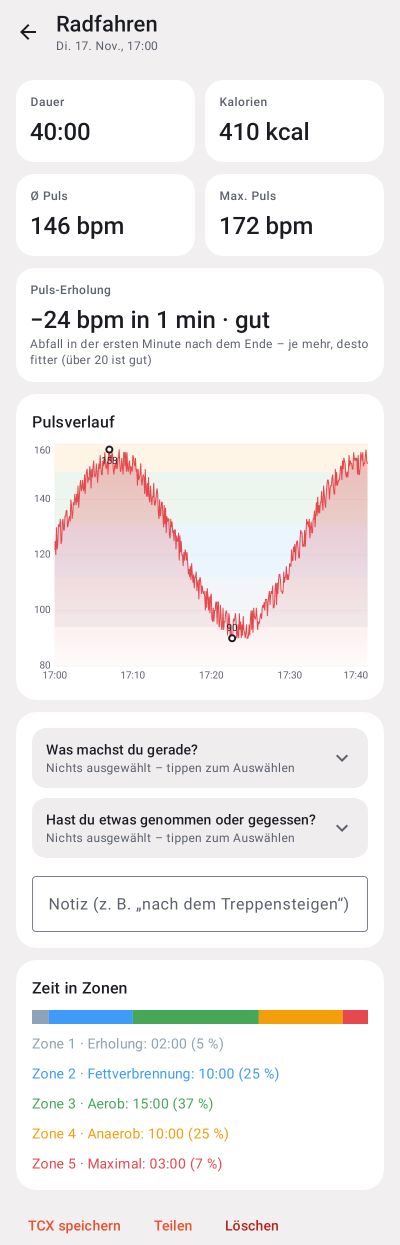 Radfahren
Di. 17. Nov., 17:00
Dauer
40:00
Kalorien
410 kcal
Ø Puls
146 bpm
Max. Puls
172 bpm
Puls-Erholung
−24 bpm in 1 min · gut
Abfall in der ersten Minute nach dem Ende – je mehr, desto
fitter (über 20 ist gut)
Pulsverlauf
160
140
120
100
80
90
17:00
17:10
17:20
17:30
17:40
Was machst du gerade?
Nichts ausgewählt – tippen zum Auswählen
Hast du etwas genommen oder gegessen?
Nichts ausgewählt – tippen zum Auswählen
Notiz (z. B. „nach dem Treppensteigen“)
Zeit in Zonen
Zone 1 · Erholung: 02:00 (5 %)
Zone 2 · Fettverbrennung: 10:00 (25 %)
Zone 3 · Aerob: 15:00 (37 %)
Zone 4 · Anaerob: 10:00 (25 %)
Zone 5 · Maximal: 03:00 (7 %)
TCX speichern
Teilen
Löschen